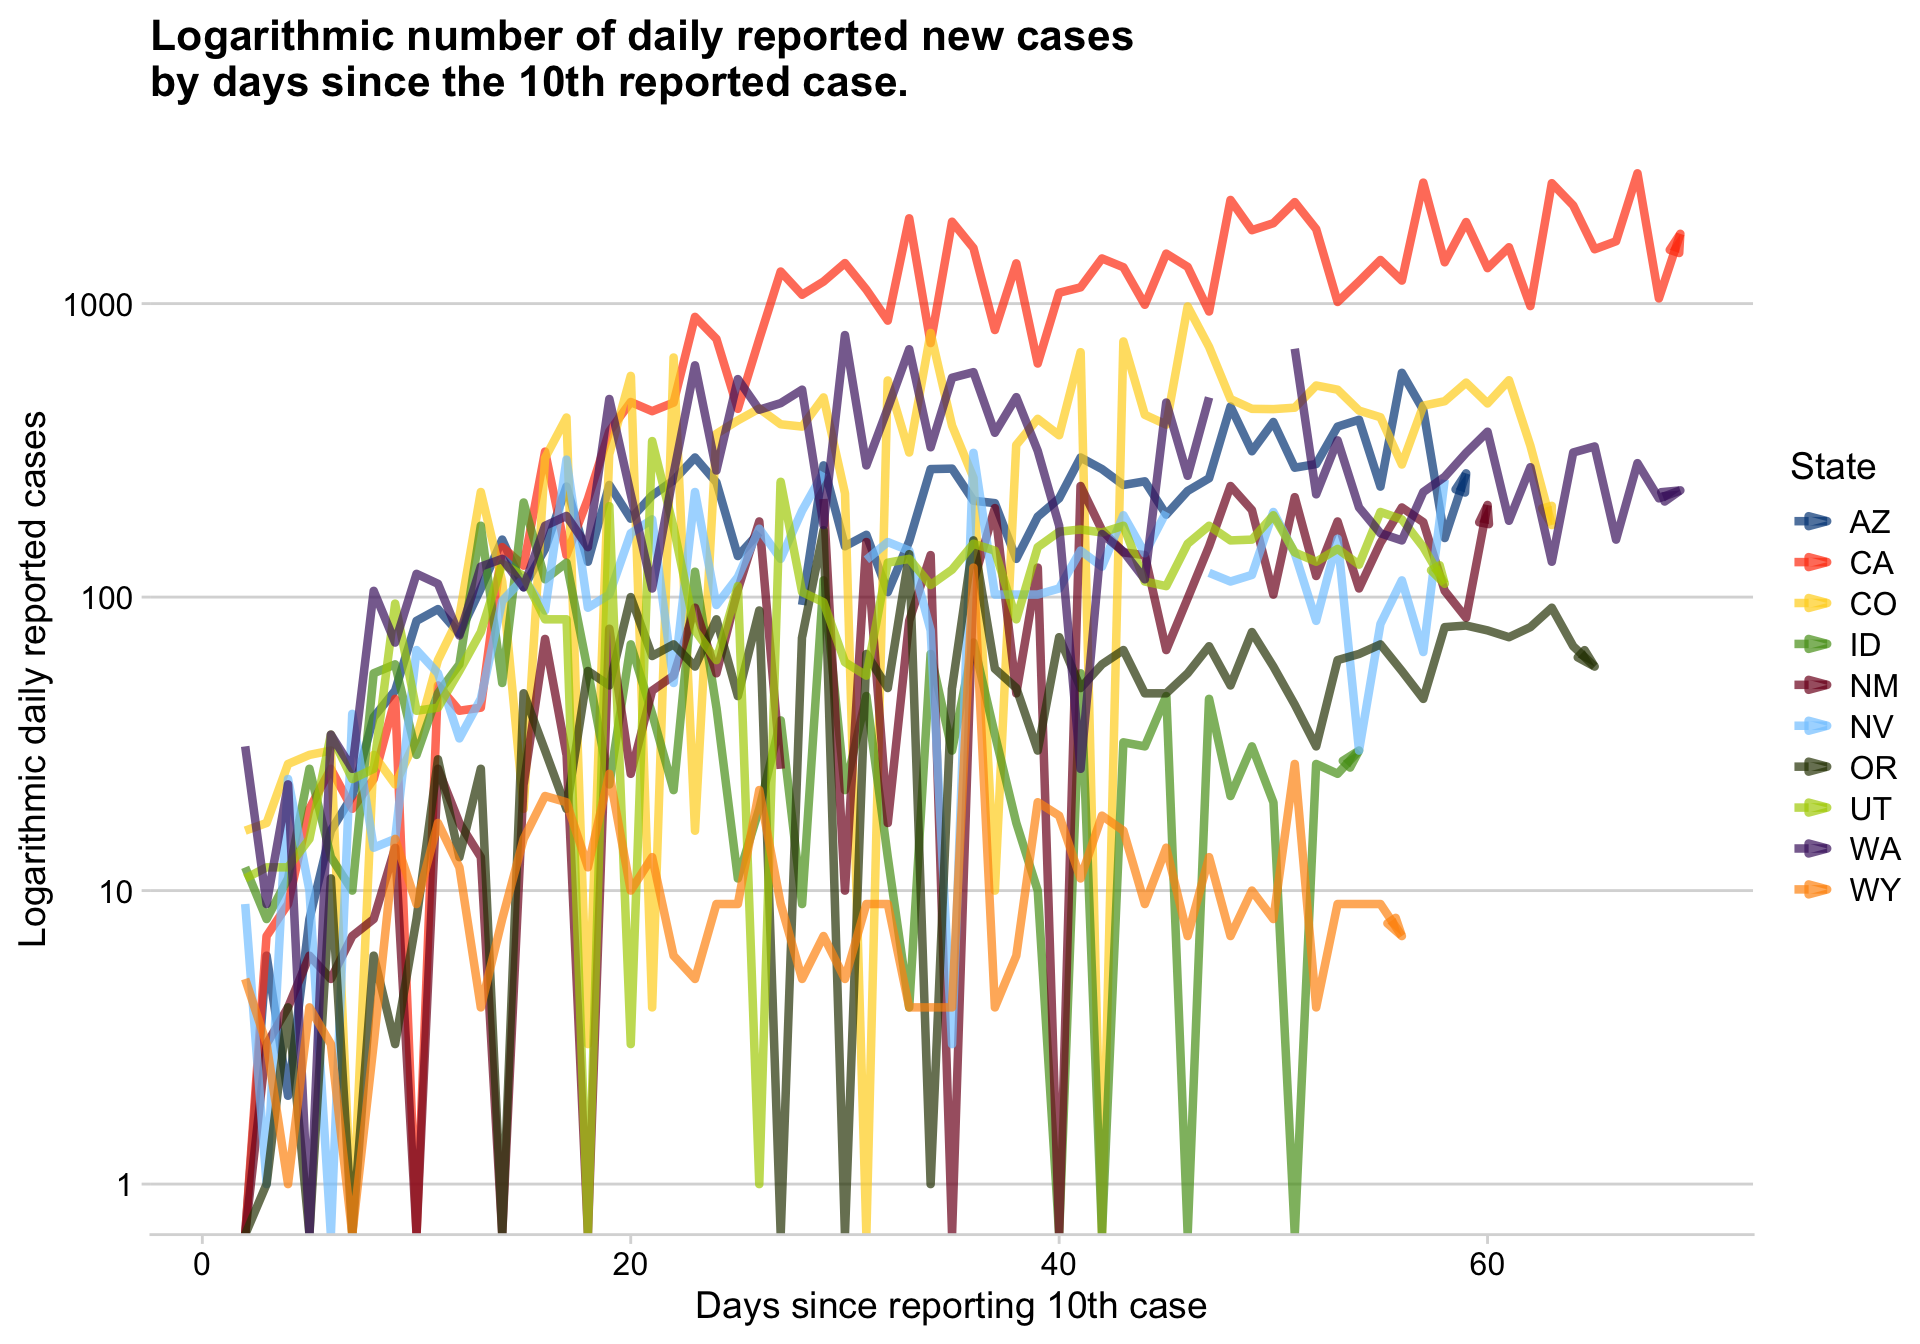 Logarithmic number of daily reported new cases
by days since the 10th reported case.
Logarithmic daily reported cases
1000
100
10
1
0
20
40
60
Days since reporting 10th case
State
AZ
CA
CO
ID
NM
NV
OR
UT
WA
WY